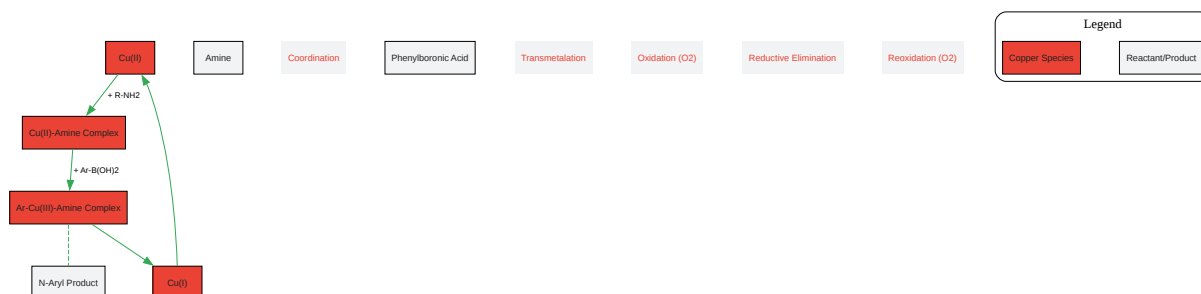 Legend
Cu(II)
Amine
Coordination
Phenylboronic Acid
Transmetalation
Oxidation (O2)
Reductive Elimination
Reoxidation (O2)
Copper Species
Reactant/Product
+ R-NH2
Cu(II)-Amine Complex
+ Ar-B(OH)2
Ar-Cu(III)-Amine Complex
N-Aryl Product
Cu(I)